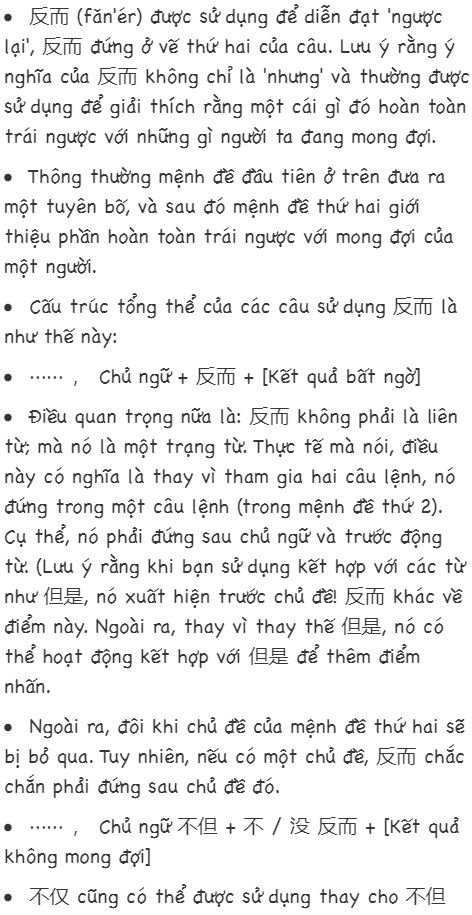 • 反而 (fǎn'ér) được sử dụng để diễn đạt 'ngược
lại', 反而 đứng ở vế thứ hai của câu. Lưu ý rằng ý
nghĩa của 反而 không chỉ là 'nhưng' và thường được
sử dụng để giải thích rằng một cái gì đó hoàn toàn
trái ngược với những gì người ta đang mong đợi.
• Thông thường mệnh đề đầu tiên ở trên đưa ra
một tuyên bố, và sau đó mệnh đề thứ hai giới
thiệu phần hoàn toàn trái ngược với mong đợi của
một người.
• Cấu trúc tổng thể của các câu sử dụng 反而 là
như thế này:
• …… ， Chủ ngữ + 反而 + [Kết quả bất ngờ]
• Điều quan trọng nữa là: 反而 không phải là liên
từ; mà nó là một trạng từ. Thực tế mà nói, điều
này có nghĩa là thay vì tham gia hai câu lệnh, nó
đứng trong một câu lệnh (trong mệnh đề thứ 2).
Cụ thể, nó phải đứng sau chủ ngữ và trước động
từ. (Lưu ý rằng khi bạn sử dụng kết hợp với các từ
như 但是, nó xuất hiện trước chủ đề! 反而 khác về
điểm này. Ngoài ra, thay vì thay thế 但是, nó có
thể hoạt động kết hợp với 但是 để thêm điểm
nhấn.
• Ngoài ra, đôi khi chủ đề của mệnh đề thứ hai sẽ
bị bỏ qua. Tuy nhiên, nếu có một chủ đề, 反而 chắc
chắn phải đứng sau chủ đề đó.
• …… ， Chủ ngữ 不但 + 不 / 没 反而 + [Kết quả
không mong đợi]
• 不仅 cũng có thể được sử dụng thay cho 不但